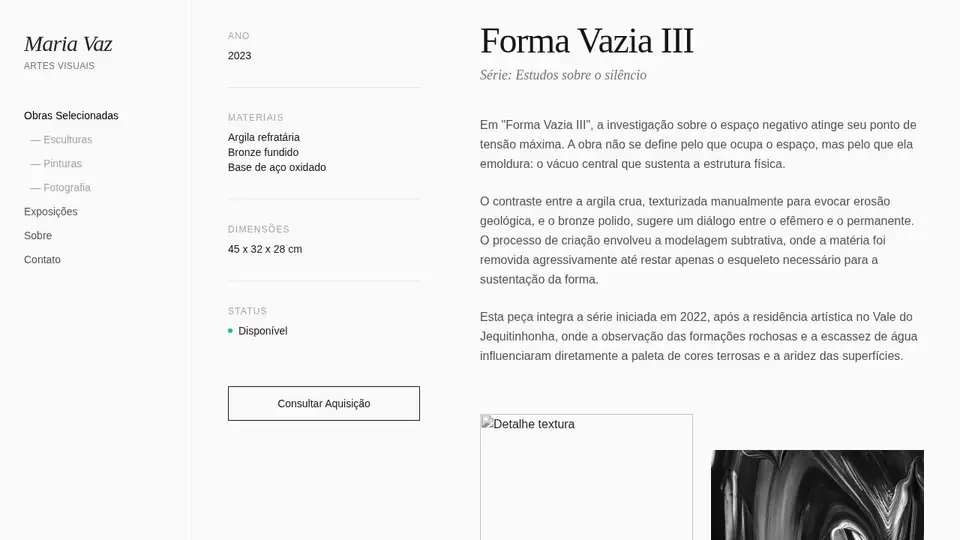 Maria Vaz
ARTES VISUAIS
Obras Selecionadas
— Esculturas
— Pinturas
— Fotografia
Exposições
Sobre
Contato
ANO
2023
MATERIAIS
Argila refratária
Bronze fundido
Base de aço oxidado
DIMENSÕES
45 x 32 x 28 cm
STATUS
Disponível
Consultar Aquisição
Forma Vazia III
Série: Estudos sobre o silêncio
Em "Forma Vazia III", a investigação sobre o espaço negativo atinge seu ponto de
tensão máxima. A obra não se define pelo que ocupa o espaço, mas pelo que ela
emoldura: o vácuo central que sustenta a estrutura física.
O contraste entre a argila crua, texturizada manualmente para evocar erosão
geológica, e o bronze polido, sugere um diálogo entre o efêmero e o permanente.
O processo de criação envolveu a modelagem subtrativa, onde a matéria foi
removida agressivamente até restar apenas o esqueleto necessário para a
sustentação da forma.
Esta peça integra a série iniciada em 2022, após a residência artística no Vale do
Jequitinhonha, onde a observação das formações rochosas e a escassez de água
influenciaram diretamente a paleta de cores terrosas e a aridez das superfícies.
Detalhe textura